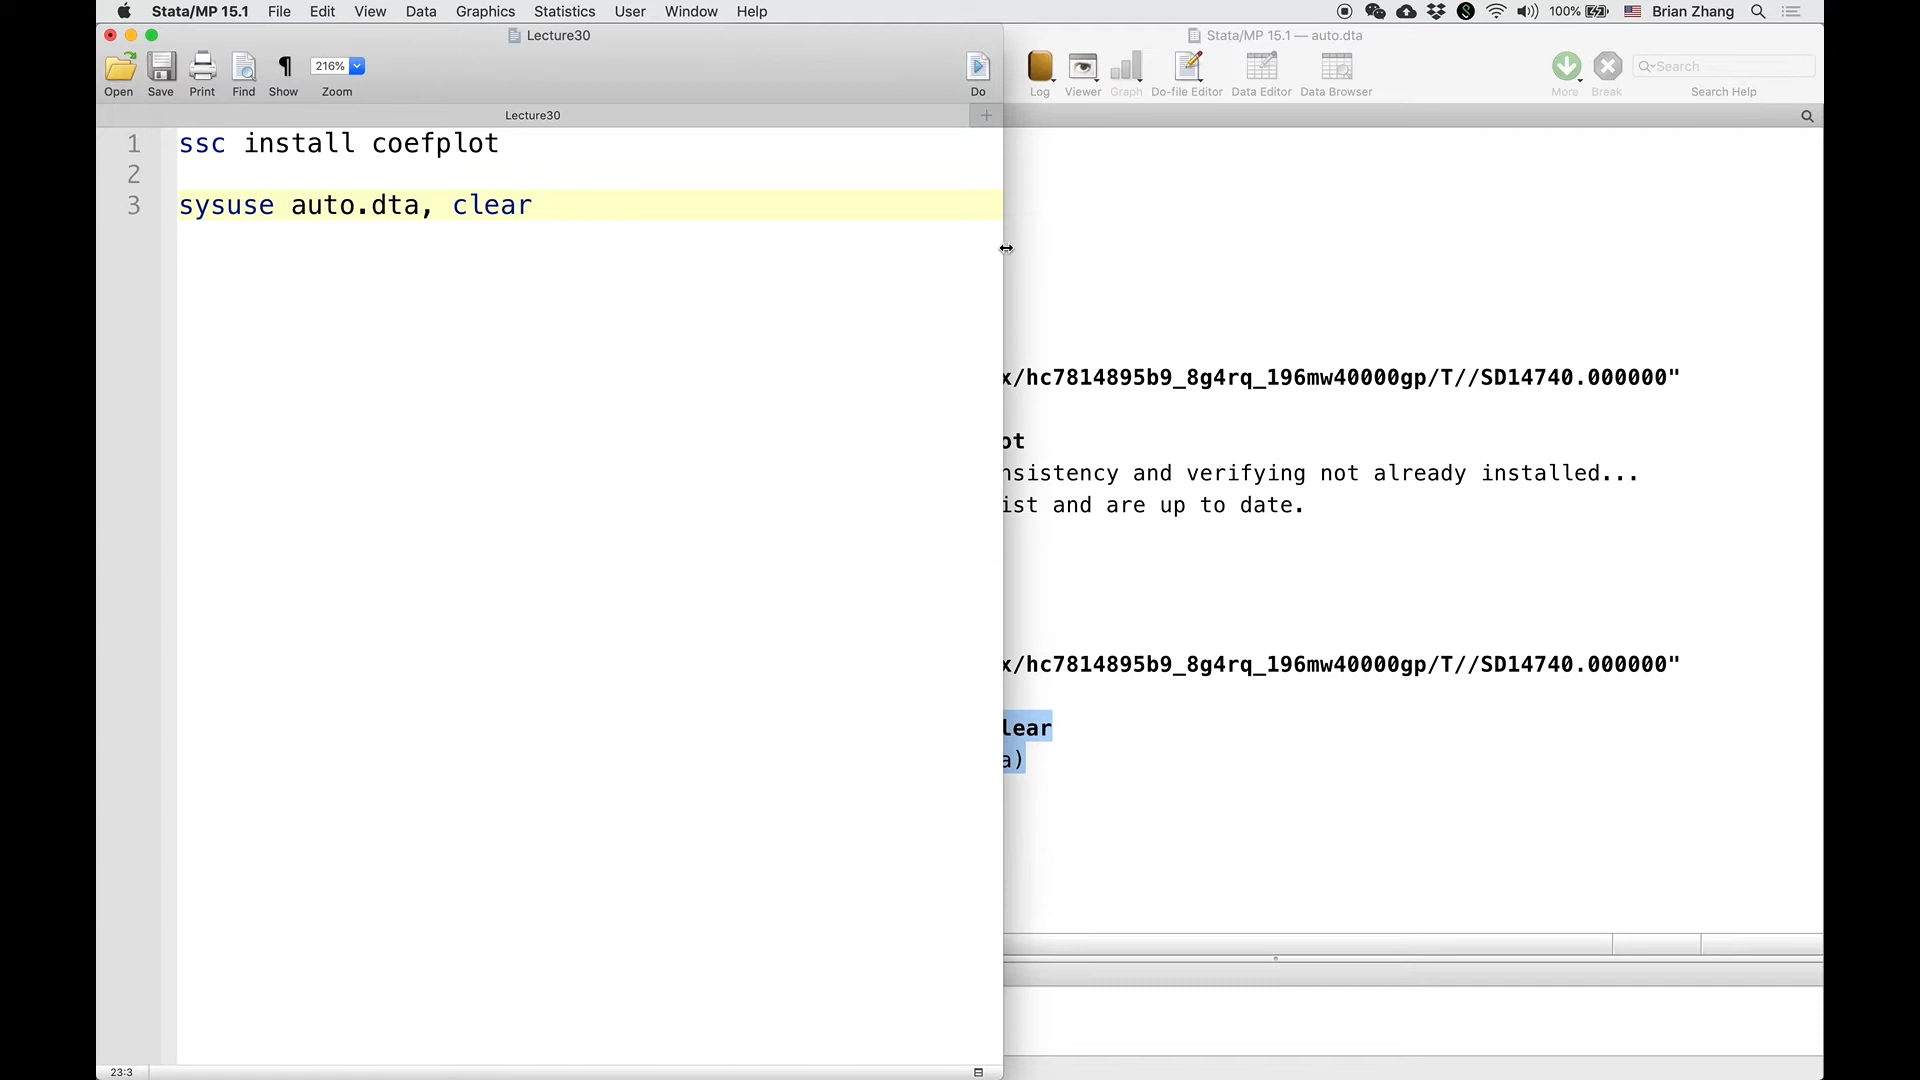 Stata/MP 15.1 File Edit View Data Graphics Statistics User Window Help 100% Brian Zhang
Lecture30
Open Save Print Find Show 216% Zoom Do
Lecture30
1 ssc install coefplot
2
3 sysuse auto.dta, clear
23:3
Stata/MP 15.1 — auto.dta
Log Viewer Graph Do-file Editor Data Editor Data Browser More Break Search Search Help
x/hc7814895b9_8g4rq_196mw40000gp/T//SD14740.000000"
ot
nsistency and verifying not already installed...
ist and are up to date.
x/hc7814895b9_8g4rq_196mw40000gp/T//SD14740.000000"
lear
a)